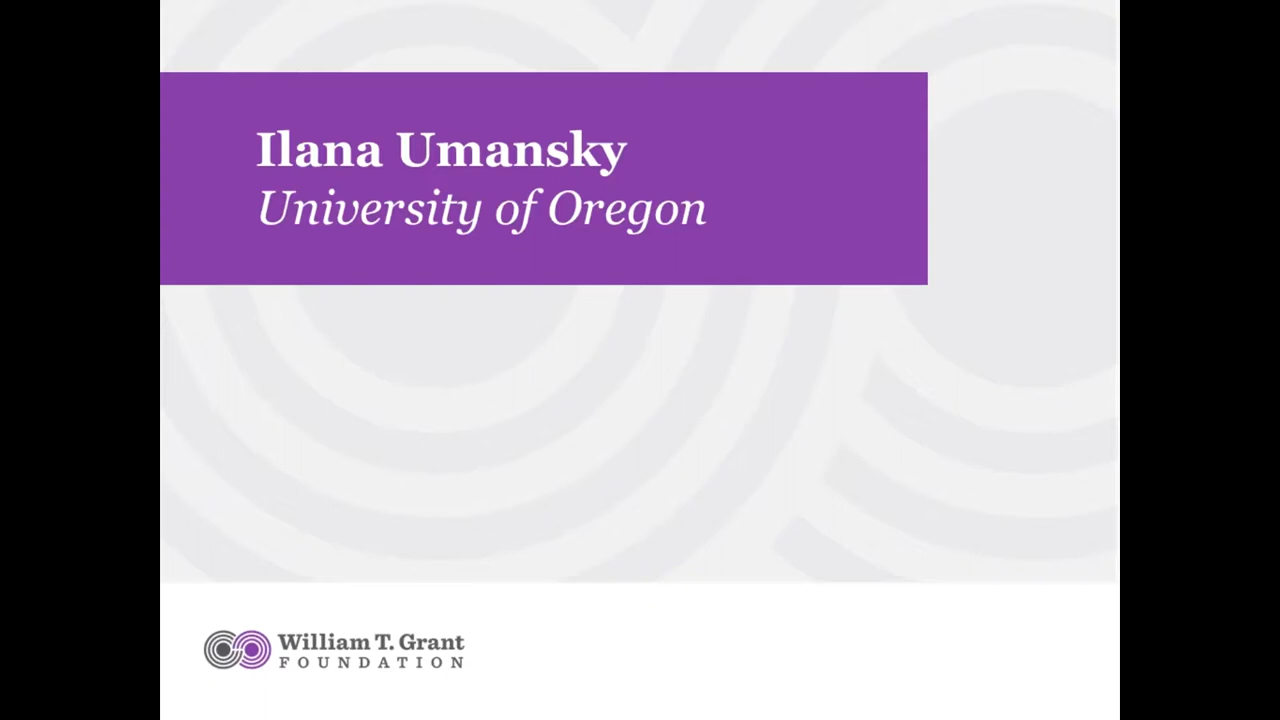 Ilana Umansky
University of Oregon
William T. Grant
FOUNDATION